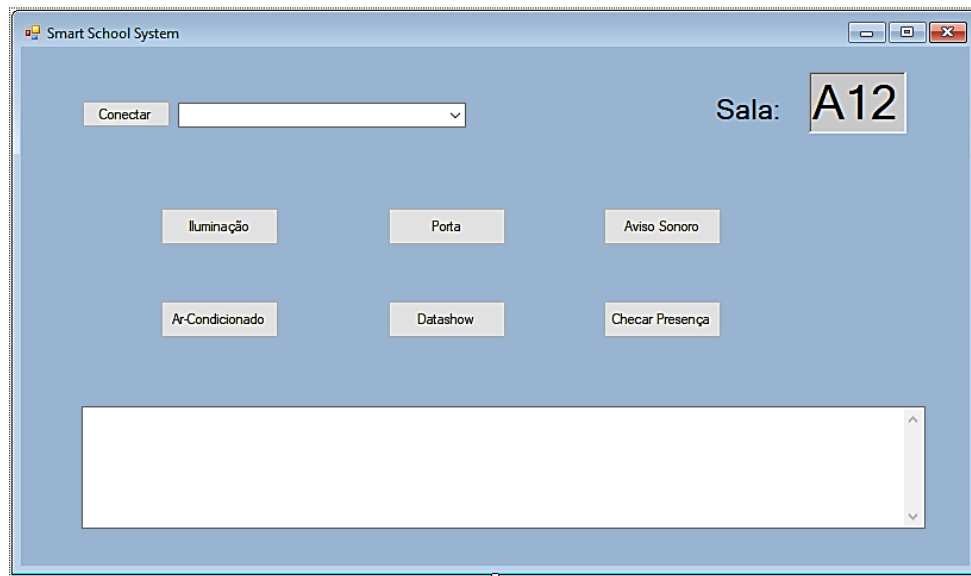 Smart School System
Conectar
Sala: A12
Iluminação Porta Aviso Sonoro
Ar-Condicionado Datashow Checar Presença